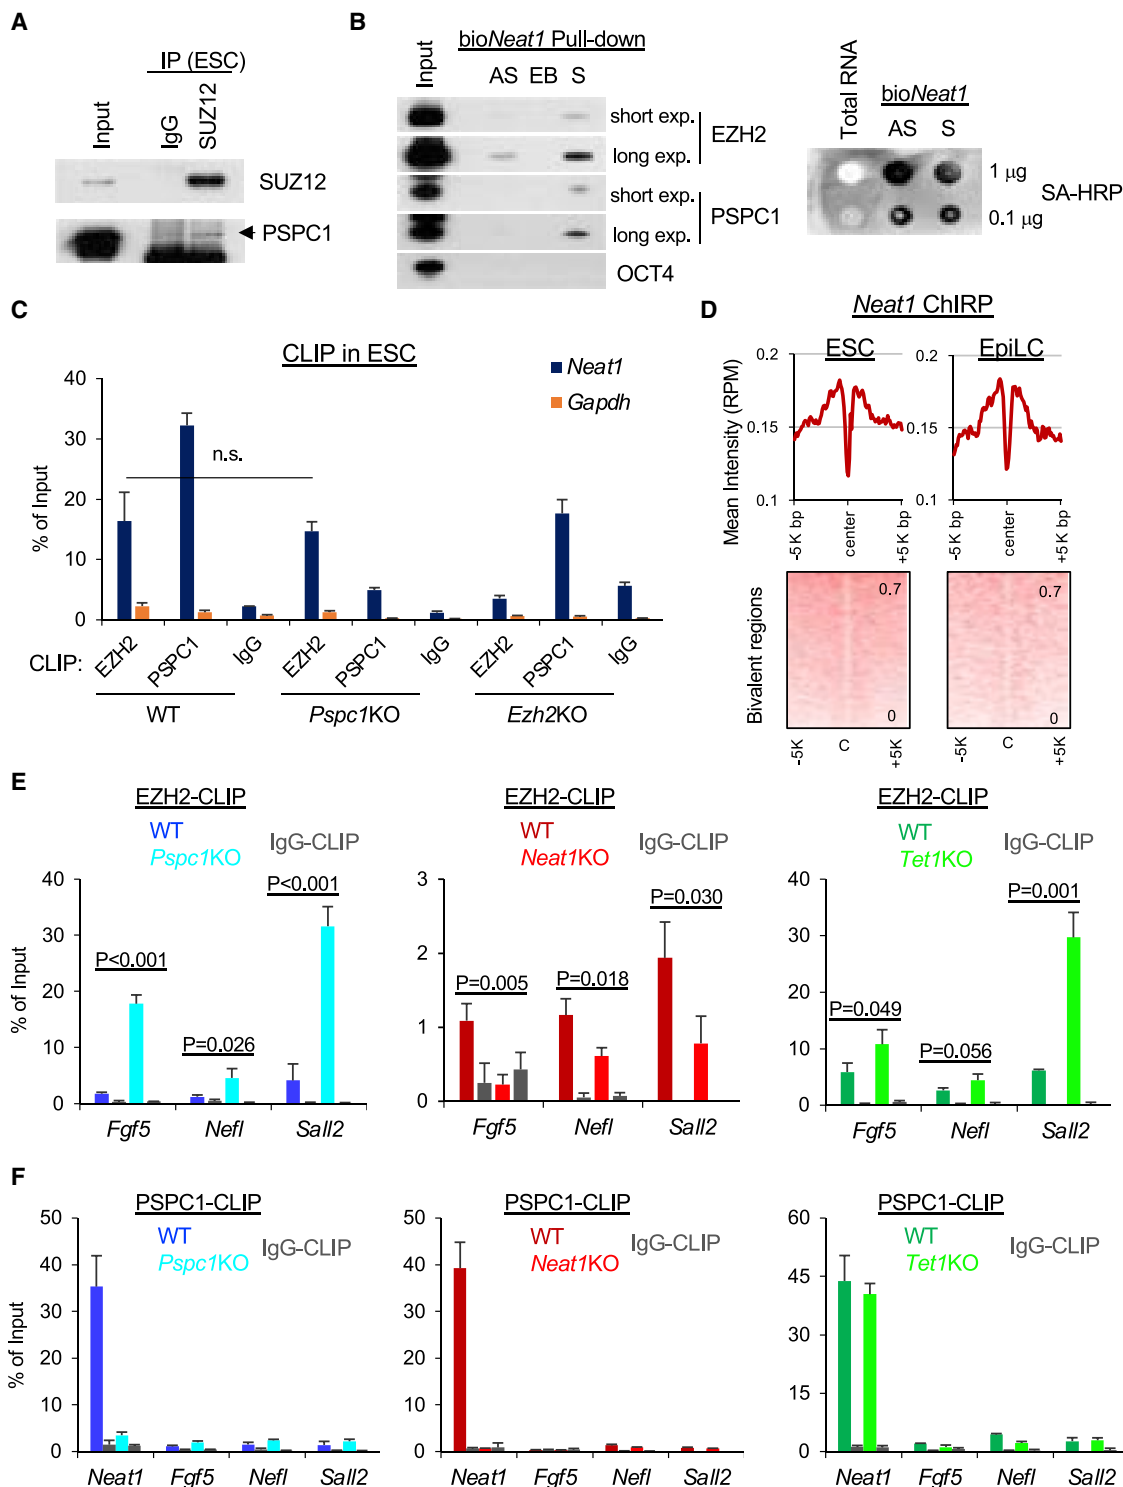 A
IP (ESC)
Input
IgG
SUZ12
SUZ12
PSPC1
B
bioNeat1 Pull-down
Input
AS EB S
short exp.
long exp.
EZH2
short exp.
long exp.
PSPC1
OCT4
Total RNA
bioNeat1
AS S
1 µg
0.1 µg
SA-HRP
C
CLIP in ESC
Neat1
Gapdh
% of Input
40
30
20
10
0
n.s.
CLIP:
EZH2 PSPC1 IgG EZH2 PSPC1 IgG EZH2 PSPC1 IgG
WT Pspc1KO Ezh2KO
D
Neat1 ChIRP
ESC EpiLC
Mean Intensity (RPM)
0.2 0.2
0.15 0.15
0.1 0.1
-5K bp center +5K bp -5K bp center +5K bp
Bivalent regions
0.7 0.7
0 0
-5K C +5K -5K C +5K
E
EZH2-CLIP
WT
Pspc1KO
IgG-CLIP
% of Input
40
30
20
10
0
P<0.001
P=0.026
P<0.001
Fgf5 Nefl Sall2
EZH2-CLIP
WT
Neat1KO
IgG-CLIP
3
2
1
0
P=0.005
P=0.018
P=0.030
Fgf5 Nefl Sall2
EZH2-CLIP
WT
Tet1KO
IgG-CLIP
40
30
20
10
0
P=0.049
P=0.056
P=0.001
Fgf5 Nefl Sall2
F
PSPC1-CLIP
WT
Pspc1KO
IgG-CLIP
% of Input
50
40
30
20
10
0
Neat1 Fgf5 Nefl Sall2
PSPC1-CLIP
WT
Neat1KO
IgG-CLIP
50
40
30
20
10
0
Neat1 Fgf5 Nefl Sall2
PSPC1-CLIP
WT
Tet1KO
IgG-CLIP
60
45
30
15
0
Neat1 Fgf5 Nefl Sall2